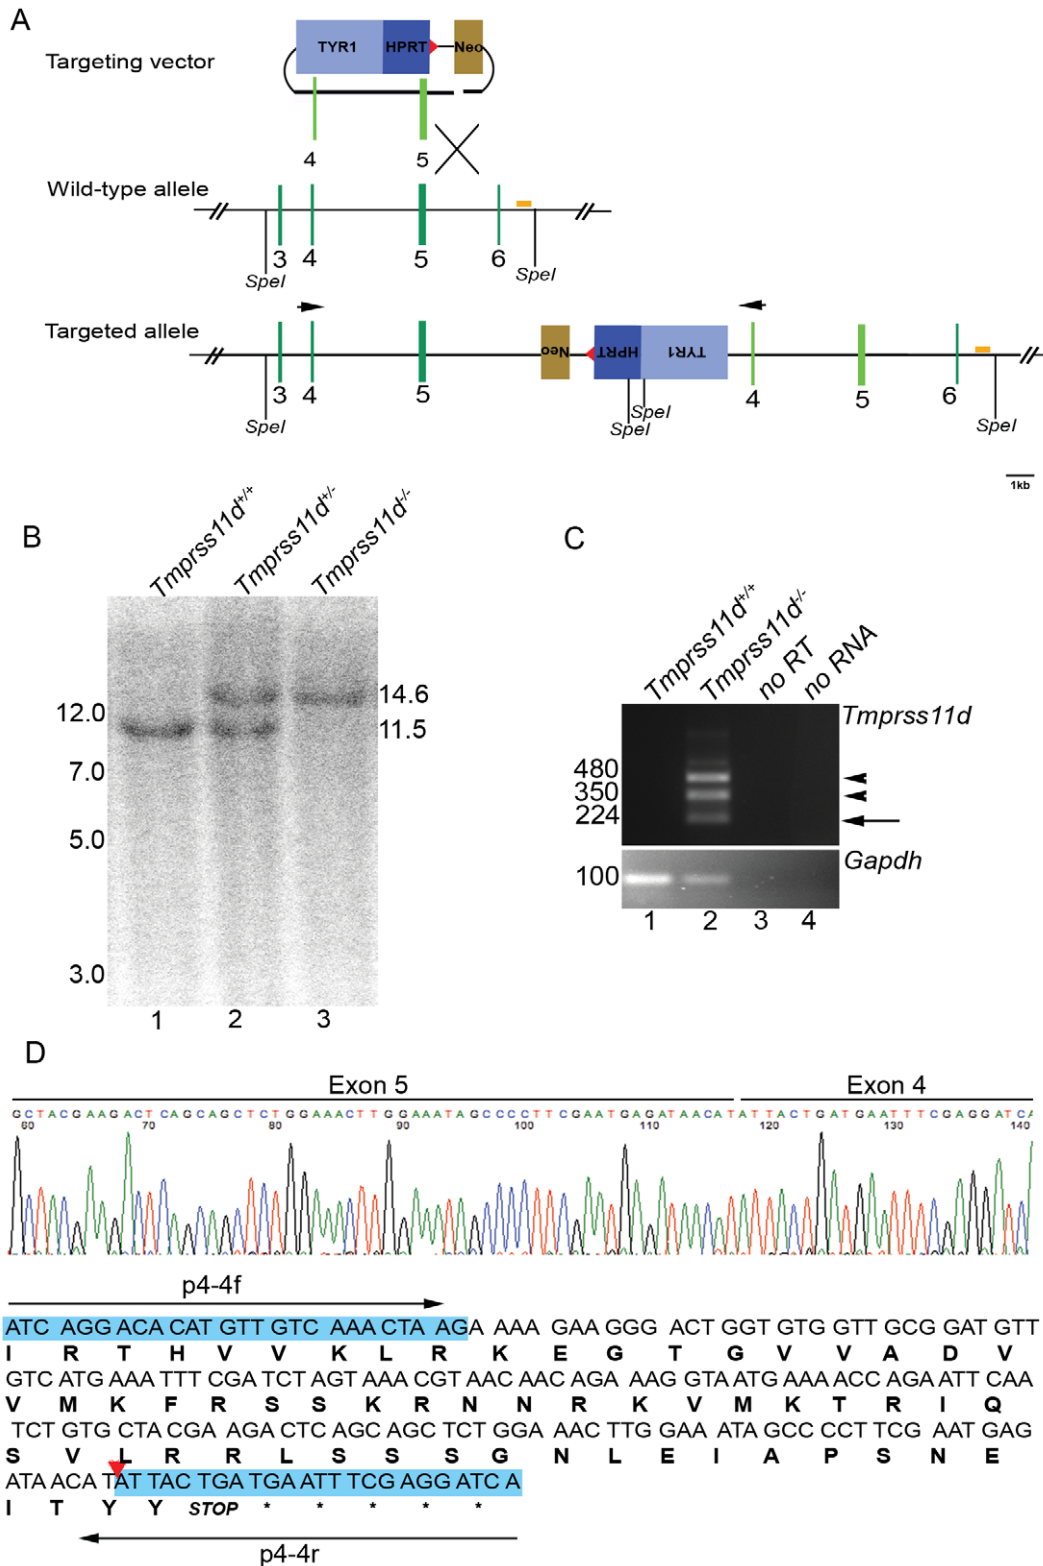 A
Targeting vector
TYR1 HPRT Neo
4 5
Wild-type allele
3 4 5 6
SpeI SpeI
Targeted allele
Neo HPRT TYR1
3 4 5 4 5 6
SpeI SpeI SpeI SpeI
1kb
B
Tmprss11d+/+ Tmprss11d+/- Tmprss11d-/-
14.6
12.0
11.5
7.0
5.0
3.0
1 2 3
C
Tmprss11d+/+ Tmprss11d-/- no RT no RNA
Tmprss11d
480
350
224
Gapdh
100
1 2 3 4
D
Exon 5 Exon 4
GCTACGAAGACTCAGCAGCTCTGGAAACTTGGAAATAGCCCCTTCGAATGAGATAACATATTACTGATGAATTTCGAGGATCA
60 70 80 90 100 110 120 130 140
p4-4f
ATC AGG ACA CAT GTT GTC AAA CTA AGA AAA GAA GGG ACT GGT GTG GTT GCG GAT GTT
I R T H V V K L R K E G T G V V A D V
GTC ATG AAA TTT CGA TCT AGT AAA CGT AAC AAC AGA AAG GTA ATG AAA ACC AGA ATT CAA
V M K F R S S K R N N R K V M K T R I Q
TCT GTG CTA CGA AGA CTC AGC AGC TCT GGA AAC TTG GAA ATA GCC CCT TCG AAT GAG
S V L R R L S S S G N L E I A P S N E
ATA ACA TAT TAC TGA TGA ATT TCG AGG ATC A
I T Y Y STOP * * * * *
p4-4r